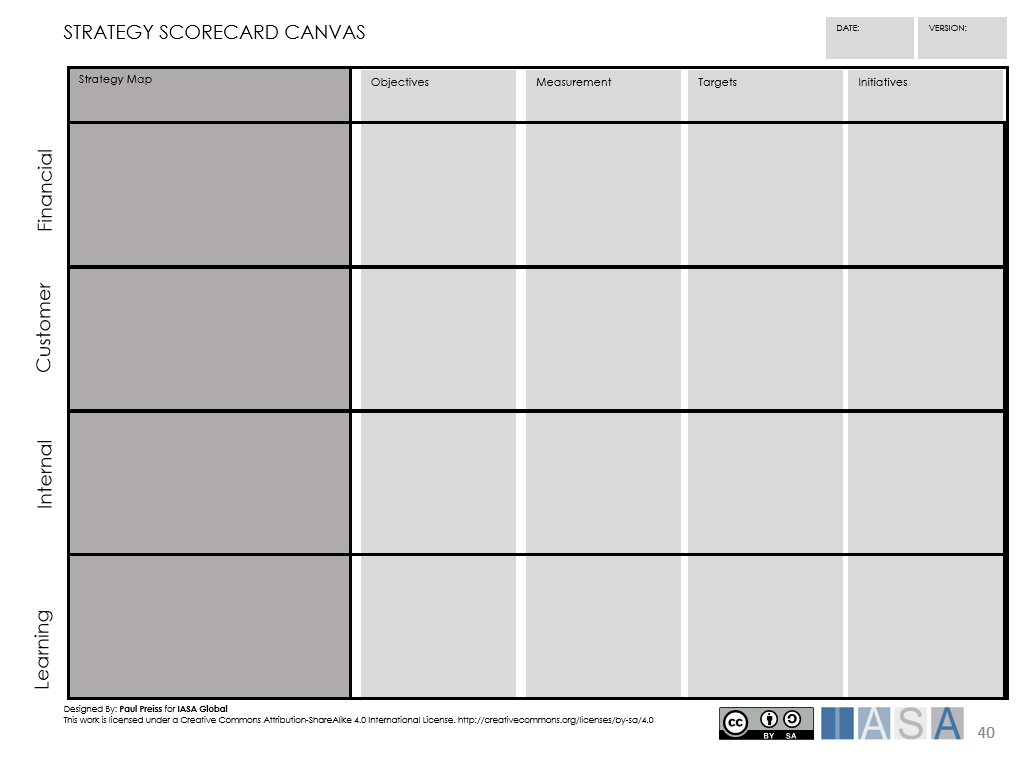 STRATEGY SCORECARD CANVAS
DATE:
VERSION:
Strategy Map
Objectives
Measurement
Targets
Initiatives
Financial
Customer
Internal
Learning
Designed By: Paul Preiss for IASA Global
This work is licensed under a Creative Commons Attribution-ShareAlike 4.0 International License. http://creativecommons.org/licenses/by-sa/4.0
cc
BY SA
IASA
40